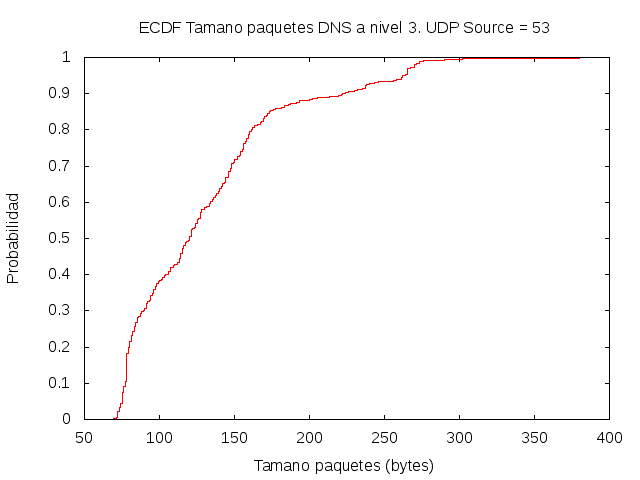 ECDF Tamano paquetes DNS a nivel 3. UDP Source = 53
1
0.9
0.8
0.7
0.6
0.5
0.4
0.3
0.2
0.1
0
Probabilidad
50 100 150 200 250 300 350 400
Tamano paquetes (bytes)